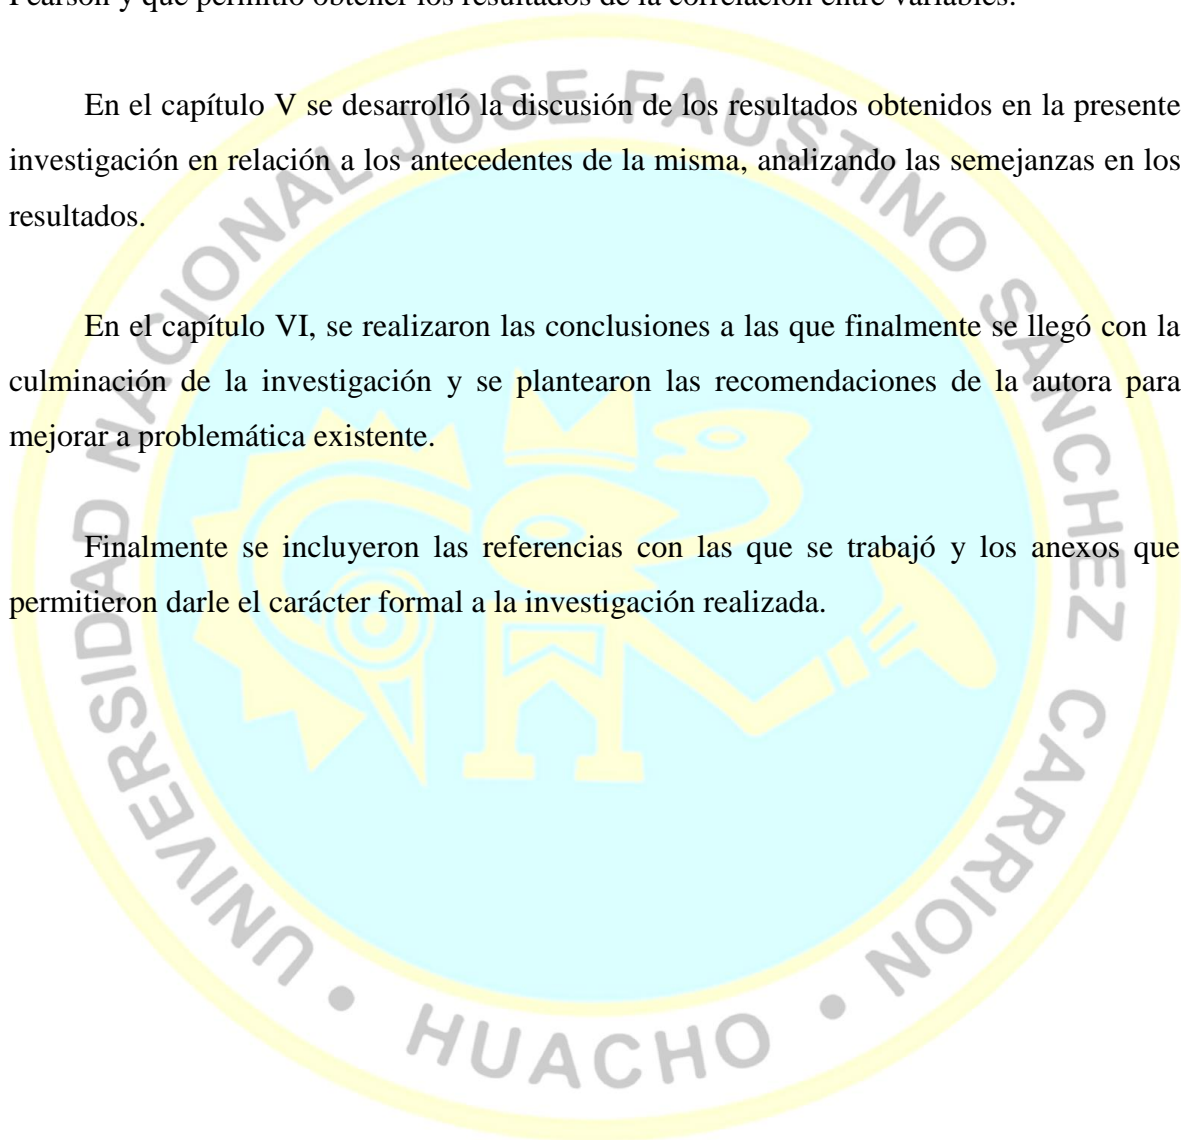 Pearson y que permitió obtener los resultados de la correlación entre variables.
En el capítulo V se desarrolló la discusión de los resultados obtenidos en la presente
investigación en relación a los antecedentes de la misma, analizando las semejanzas en los
resultados.
En el capítulo VI, se realizaron las conclusiones a las que finalmente se llegó con la
culminación de la investigación y se plantearon las recomendaciones de la autora para
mejorar a problemática existente.
Finalmente se incluyeron las referencias con las que se trabajó y los anexos que
permitieron darle el carácter formal a la investigación realizada.
UNIVERSIDAD NACIONAL JOSE FAUSTINO SANCHEZ CARRION
• HUACHO •